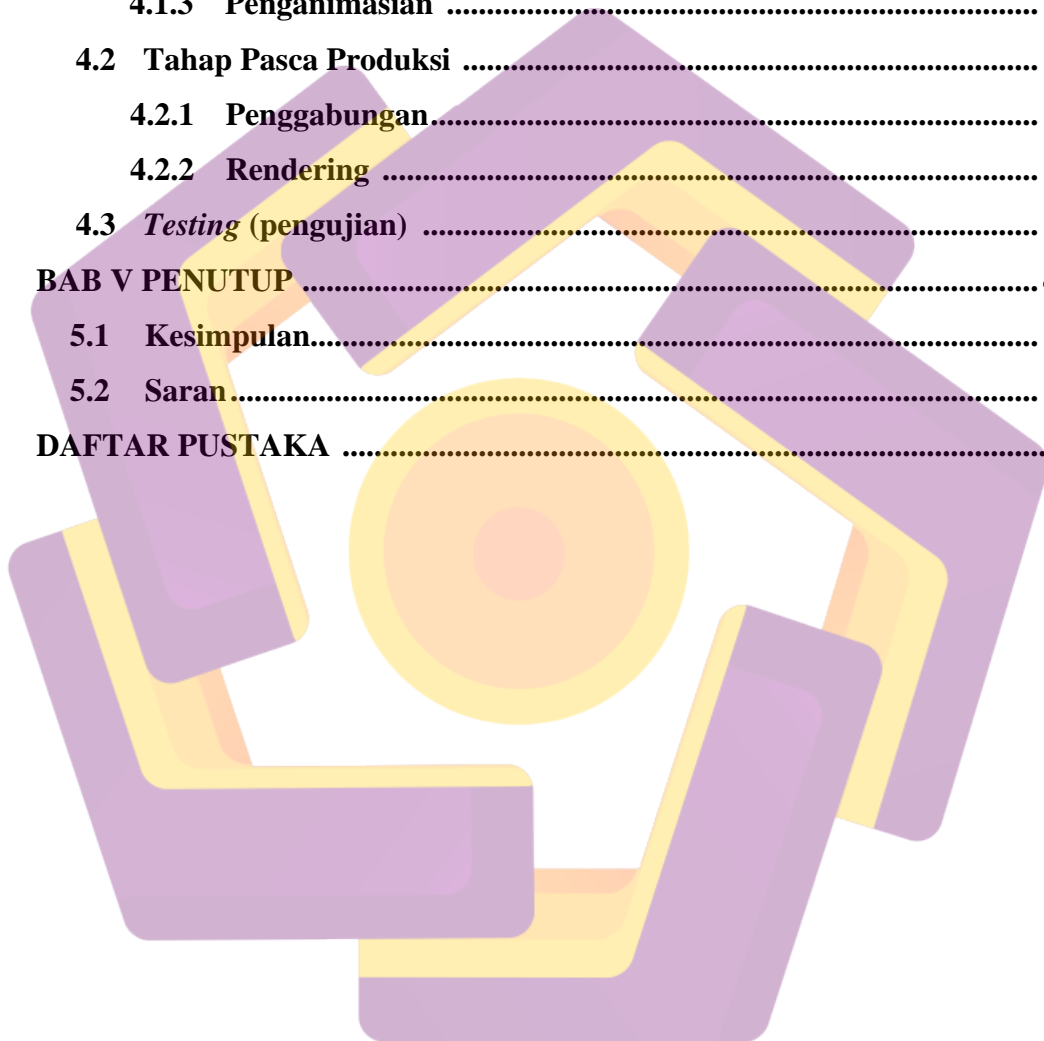 4.1.3 Penganimasian ..........................................................................
4.2 Tahap Pasca Produksi ........................................................................
4.2.1 Penggabungan............................................................................
4.2.2 Rendering ..................................................................................
4.3 Testing (pengujian) .............................................................................
BAB V PENUTUP ............................................................................................
5.1 Kesimpulan...........................................................................................
5.2 Saran.....................................................................................................
DAFTAR PUSTAKA .......................................................................................